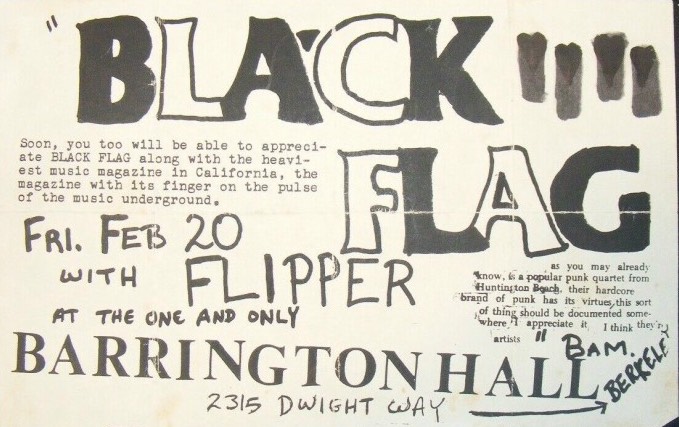 "BLACK
FLAG
Soon, you too will be able to appreci-
ate BLACK FLAG along with the heavi-
est music magazine in California, the
magazine with its finger on the pulse
of the music underground.
FRI. FEB 20
WITH FLIPPER
AT THE ONE AND ONLY
as you may already
know, is a popular punk quartet from
Huntington Beach, their hardcore
brand of punk has its virtues, this sort
of thing should be documented some-
where I appreciate it, I think they're
artists "
BAM.
BARRINGTON HALL
2315 DWIGHT WAY
BERKELEY